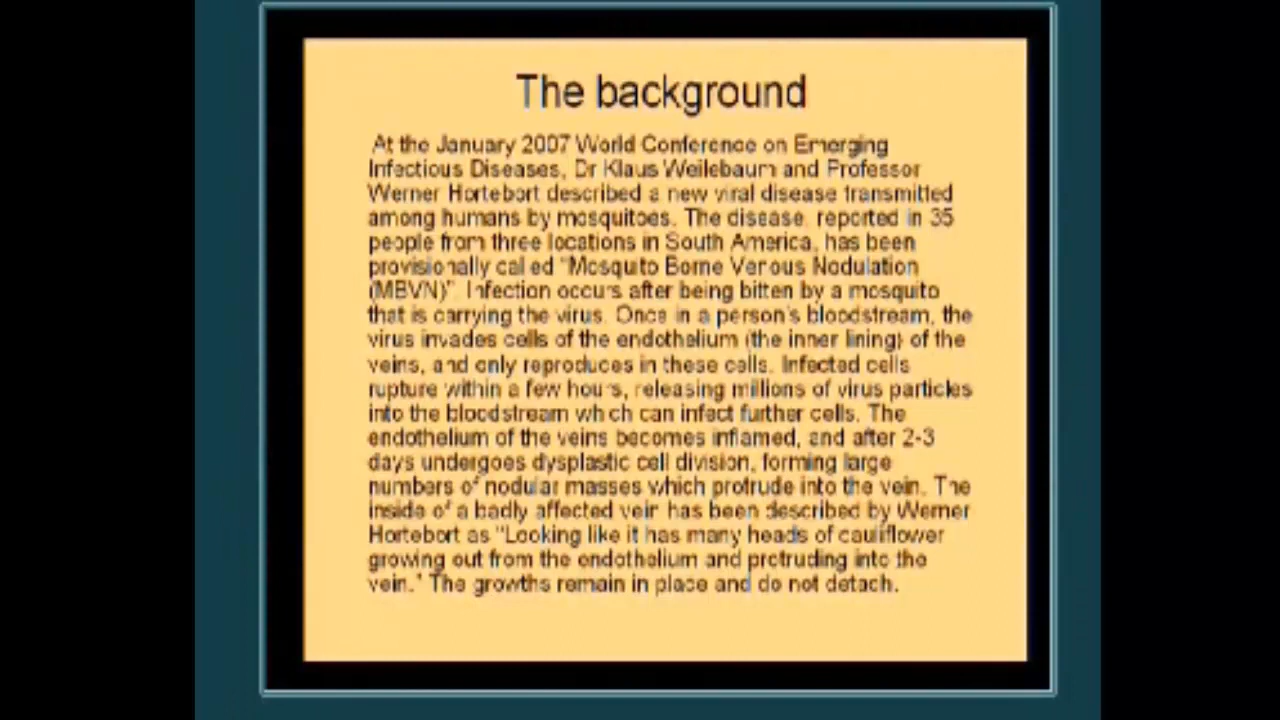 The background
At the January 2007 World Conference on Emerging
Infectious Diseases, Dr Klaus Weilebaum and Professor
Werner Hortebort described a new viral disease transmitted
among humans by mosquitoes. The disease, reported in 35
people from three locations in South America, has been
provisionally called "Mosquito Borne Venous Nodulation
(MBVN)". Infection occurs after being bitten by a mosquito
that is carrying the virus. Once in a person's bloodstream, the
virus invades cells of the endothelium (the inner lining) of the
veins, and only reproduces in these cells. Infected cells
rupture within a few hours, releasing millions of virus particles
into the bloodstream which can infect further cells. The
endothelium of the veins becomes inflamed, and after 2-3
days undergoes dysplastic cell division, forming large
numbers of nodular masses which protrude into the vein. The
inside of a badly affected vein has been described by Werner
Hortebort as "Looking like it has many heads of cauliflower
growing out from the endothelium and protruding into the
vein." The growths remain in place and do not detach.